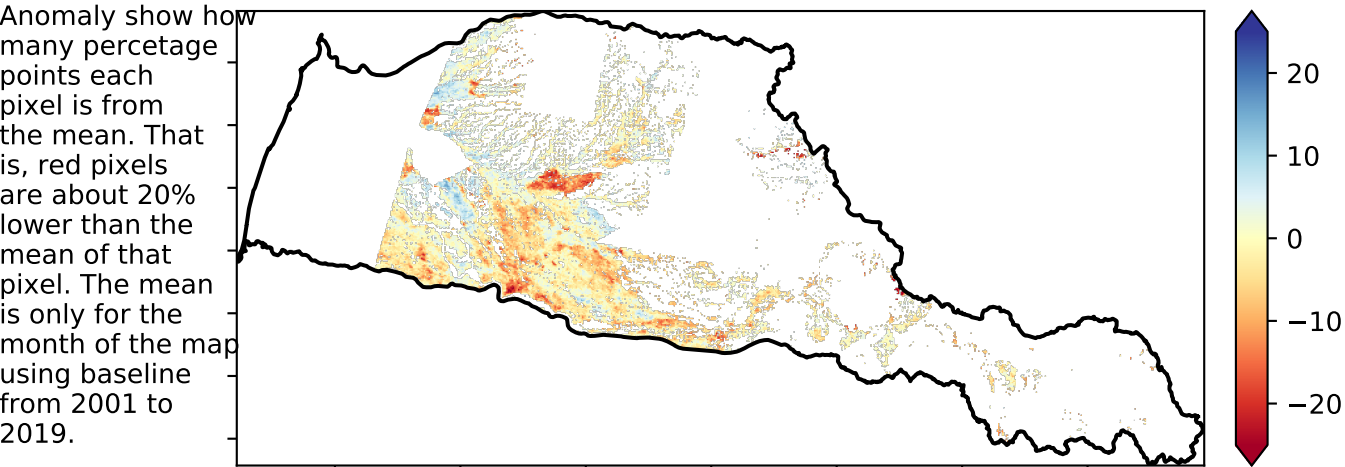 Anomaly show how
many percetage
points each
pixel is from
the mean. That
is, red pixels
are about 20%
lower than the
mean of that
pixel. The mean
is only for the
month of the map
using baseline
from 2001 to
2019.
20
10
0
−10
−20